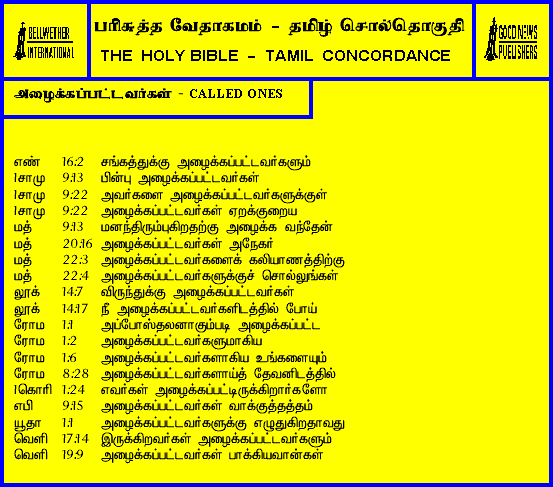 BELLWETHER INTERNATIONAL
பரிசுத்த வேதாகமம் - தமிழ் சொல்தொகுதி
THE HOLY BIBLE - TAMIL CONCORDANCE
GOOD NEWS PUBLISHERS
அழைக்கப்பட்டவர்கள் - CALLED ONES
எண் 16:2 சங்கத்துக்கு அழைக்கப்பட்டவர்களும்
1சாமு 9:13 பின்பு அழைக்கப்பட்டவர்கள்
1சாமு 9:22 அவர்களை அழைக்கப்பட்டவர்களுக்குள்
1சாமு 9:22 அழைக்கப்பட்டவர்கள் ஏறக்குறைய
மத் 9:13 மனந்திரும்புகிறதற்கு அழைக்க வந்தேன்
மத் 20:16 அழைக்கப்பட்டவர்கள் அநேகர்
மத் 22:3 அழைக்கப்பட்டவர்களைக் கலியாணத்திற்கு
மத் 22:4 அழைக்கப்பட்டவர்களுக்குச் சொல்லுங்கள்
லூக் 14:7 விருந்துக்கு அழைக்கப்பட்டவர்கள்
லூக் 14:17 நீ அழைக்கப்பட்டவர்களிடத்தில் போய்
ரோம 1:1 அப்போஸ்தலனாகும்படி அழைக்கப்பட்ட
ரோம 1:2 அழைக்கப்பட்டவர்களுமாகிய
ரோம 1:6 அழைக்கப்பட்டவர்களாகிய உங்களையும்
ரோம 8:28 அழைக்கப்பட்டவர்களாய்த் தேவனிடத்தில்
1கொரி 1:24 எவர்கள் அழைக்கப்பட்டிருக்கிறார்களோ
எபி 9:15 அழைக்கப்பட்டவர்கள் வாக்குத்தத்தம்
யூதா 1:1 அழைக்கப்பட்டவர்களுக்கு எழுதுகிறதாவது
வெளி 17:14 இருக்கிறவர்கள் அழைக்கப்பட்டவர்களும்
வெளி 19:9 அழைக்கப்பட்டவர்கள் பாக்கியவான்கள்